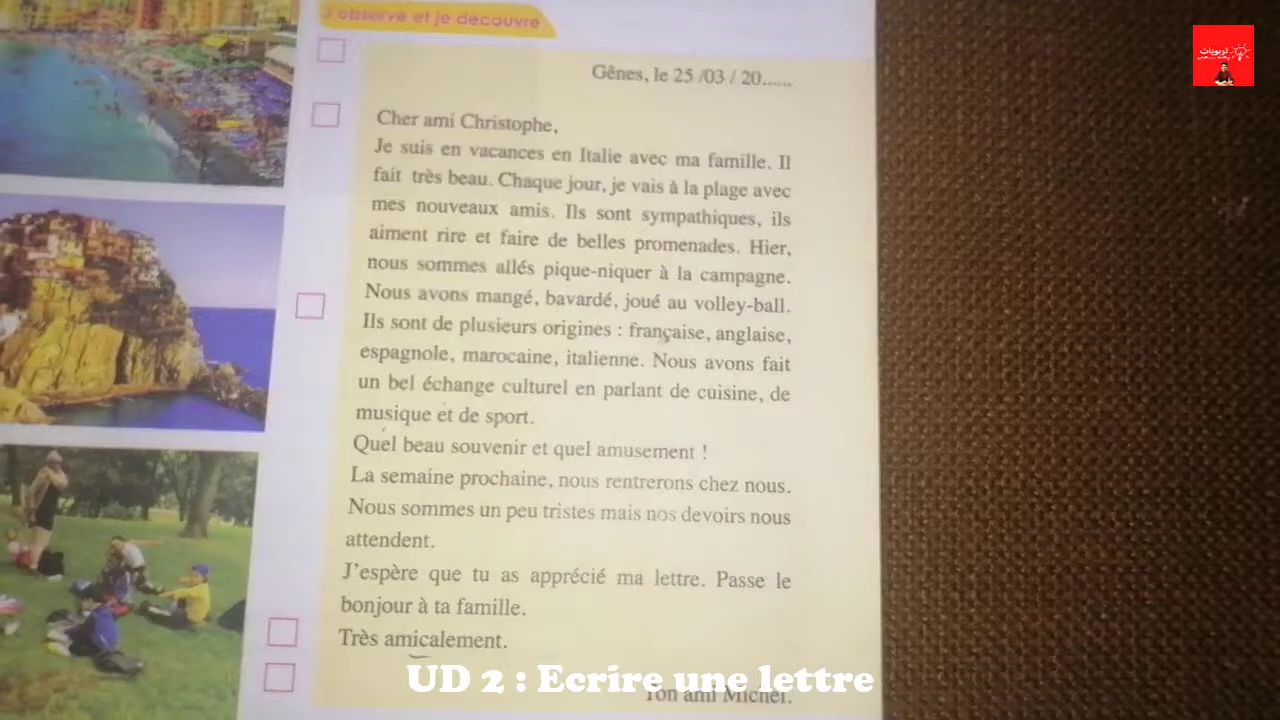 J'observe et je découvre
Gênes, le 25 /03 / 20......
Cher ami Christophe,
Je suis en vacances en Italie avec ma famille. Il
fait très beau. Chaque jour, je vais à la plage avec
mes nouveaux amis. Ils sont sympathiques, ils
aiment rire et faire de belles promenades. Hier,
nous sommes allés pique-niquer à la campagne.
Nous avons mangé, bavardé, joué au volley-ball.
Ils sont de plusieurs origines : française, anglaise,
espagnole, marocaine, italienne. Nous avons fait
un bel échange culturel en parlant de cuisine, de
musique et de sport.
Quel beau souvenir et quel amusement !
La semaine prochaine, nous rentrerons chez nous.
Nous sommes un peu tristes mais nos devoirs nous
attendent.
J'espère que tu as apprécié ma lettre. Passe le
bonjour à ta famille.
Très amicalement.
Ton ami Michel.
UD 2 : Ecrire une lettre
تربويات